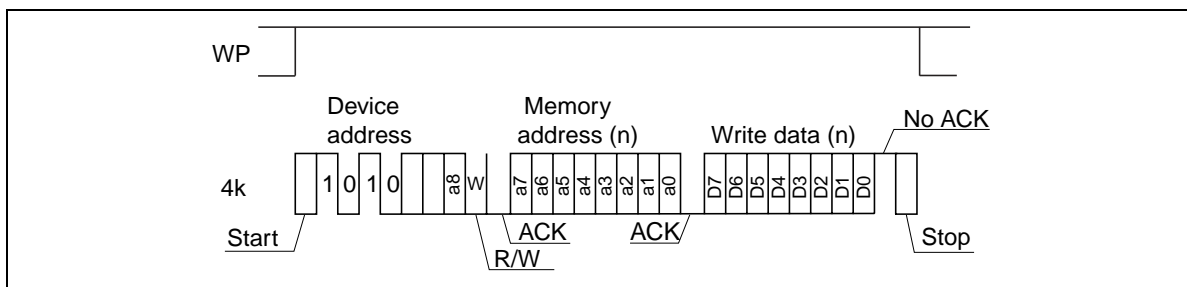 WP
Device
address
Memory
address (n)
Write data (n)
No ACK
4k
1 0 1 0 a8 W a7 a6 a5 a4 a3 a2 a1 a0 D7 D6 D5 D4 D3 D2 D1 D0
Start
ACK
ACK
Stop
R/W